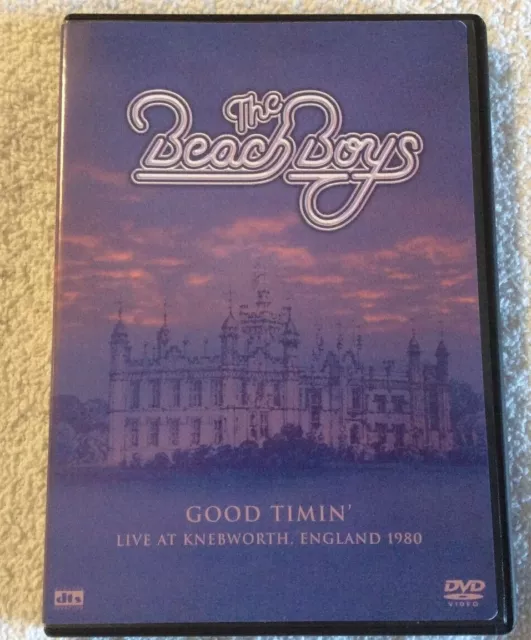 The
Beach Boys
GOOD TIMIN'
LIVE AT KNEBWORTH, ENGLAND 1980
dts
DVD
VIDEO